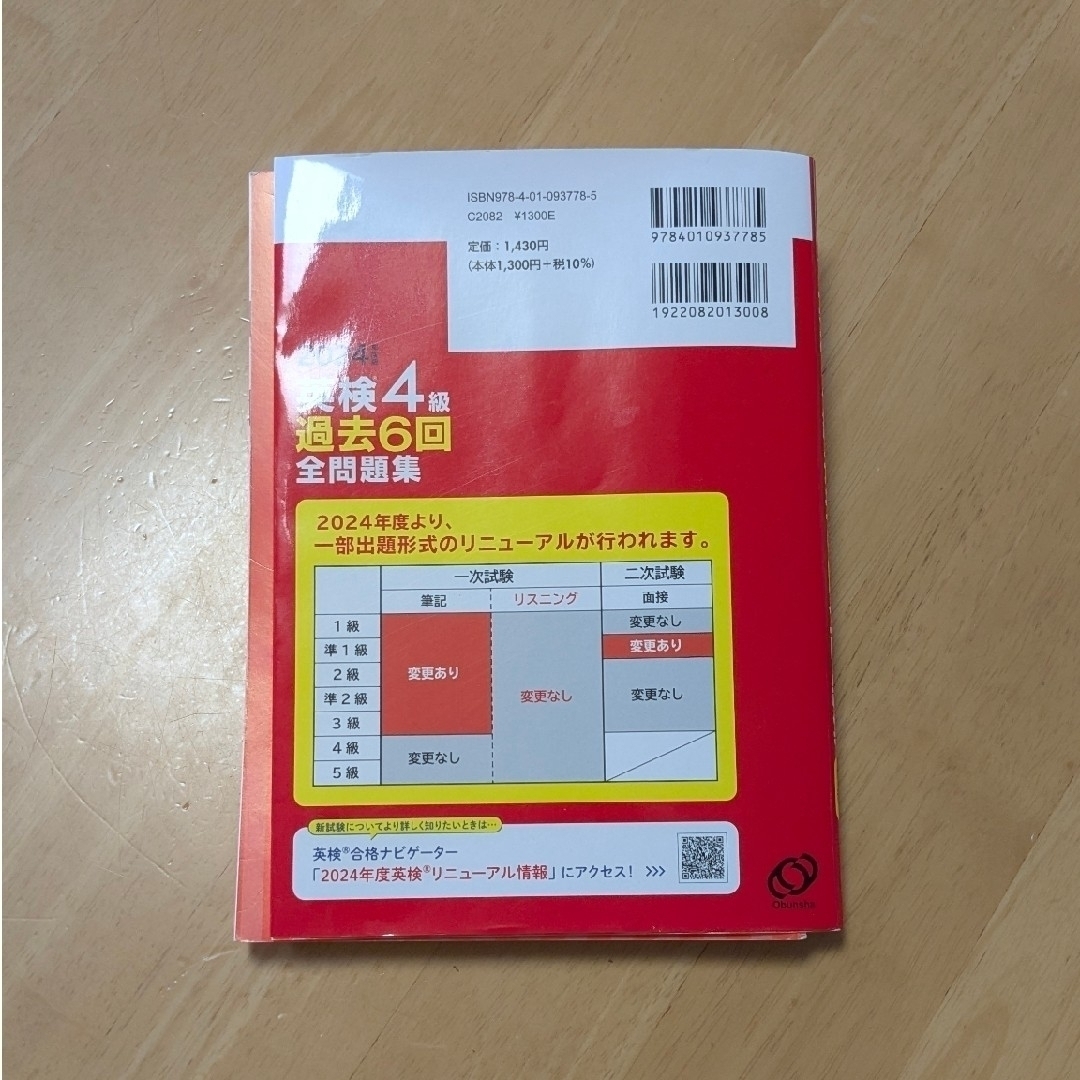 ISBN978-4-01-093778-5
C2082 ¥1300E
定価：1,430円
(本体1,300円+税10%)
9784010937785
1922082013008
英検4級
過去6回
全問題集
2024年度より、
一部出題形式のリニューアルが行われます。
一次試験 二次試験
筆記 リスニング 面接
1級
準1級
2級
準2級
3級
4級
5級
変更あり
変更なし
変更なし
変更なし
変更あり
変更なし
新試験についてより詳しく知りたいときは…
英検®合格ナビゲーター
「2024年度英検®リニューアル情報」にアクセス！ >>>
Obunsha